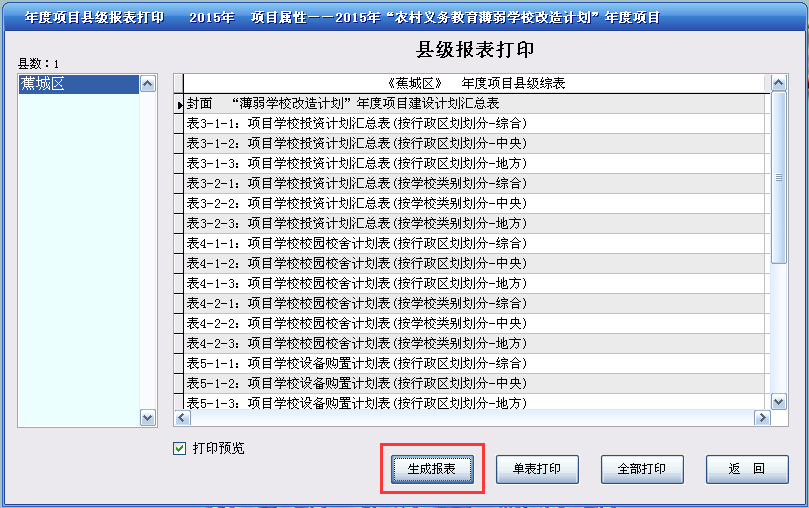 年度项目县级报表打印 2015年 项目属性——2015年“农村义务教育薄弱学校改造计划”年度项目
县级报表打印
县数：1
蕉城区
《蕉城区》 年度项目县级综表
封面 “薄弱学校改造计划”年度项目建设计划汇总表
表3-1-1：项目学校投资计划汇总表(按行政区划划分-综合)
表3-1-2：项目学校投资计划汇总表(按行政区划划分-中央)
表3-1-3：项目学校投资计划汇总表(按行政区划划分-地方)
表3-2-1：项目学校投资计划汇总表(按学校类别划分-综合)
表3-2-2：项目学校投资计划汇总表(按学校类别划分-中央)
表3-2-3：项目学校投资计划汇总表(按学校类别划分-地方)
表4-1-1：项目学校校园校舍计划表(按行政区划划分-综合)
表4-1-2：项目学校校园校舍计划表(按行政区划划分-中央)
表4-1-3：项目学校校园校舍计划表(按行政区划划分-地方)
表4-2-1：项目学校校园校舍计划表(按学校类别划分-综合)
表4-2-2：项目学校校园校舍计划表(按学校类别划分-中央)
表4-2-3：项目学校校园校舍计划表(按学校类别划分-地方)
表5-1-1：项目学校设备购置计划表(按行政区划划分-综合)
表5-1-2：项目学校设备购置计划表(按行政区划划分-中央)
表5-1-3：项目学校设备购置计划表(按行政区划划分-地方)
打印预览
生成报表 单表打印 全部打印 返 回